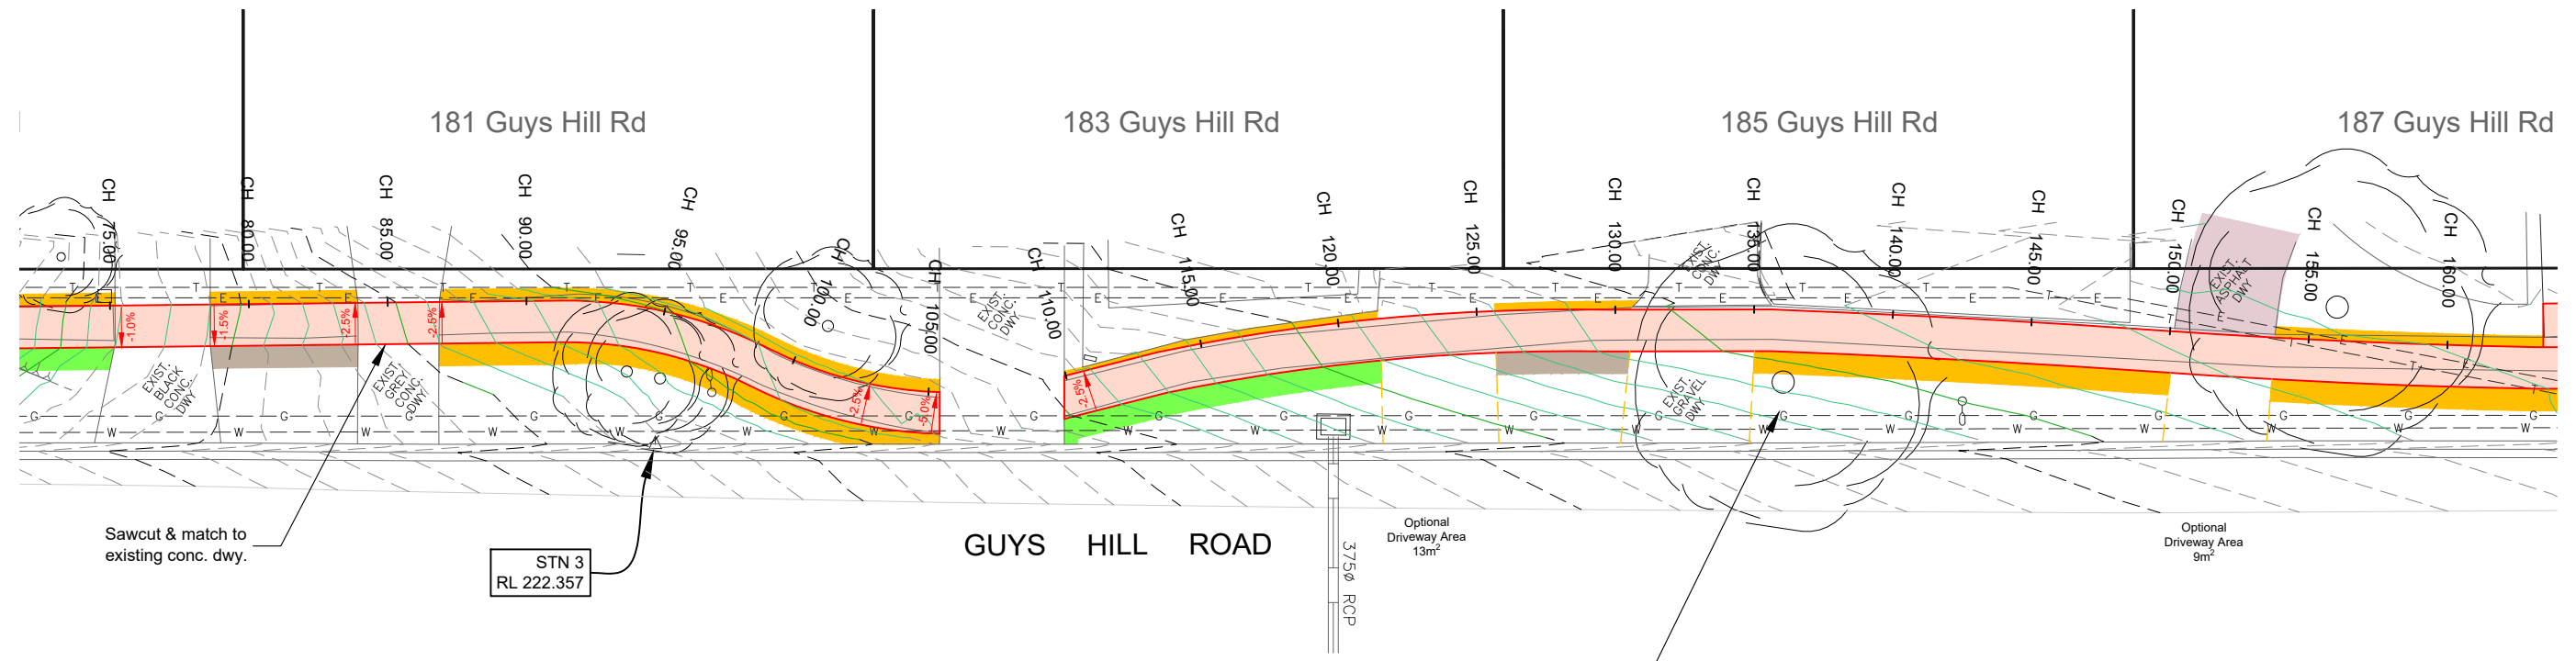 181 Guys Hill Rd
183 Guys Hill Rd
185 Guys Hill Rd
187 Guys Hill Rd
CH 75.00
CH 80.00
CH 85.00
CH 90.00
CH 95.00
CH 100.00
CH 105.00
CH 110.00
CH 115.00
CH 120.00
CH 125.00
CH 130.00
CH 135.00
CH 140.00
CH 145.00
CH 150.00
CH 155.00
CH 160.00
T E T E T E T E T E T E T E T E T E T E T E T E T E
-1.0%
-1.5%
-2.5%
-2.5%
-2.5%
-5.0%
-2.5%
EXIST.
BLACK
CONC.
DWY
EXIST.
GREY
CONC.
DWY
EXIST.
CONC.
DWY
EXIST.
CONC.
DWY
EXIST.
GRAVEL
DWY
EXIST.
ASPHALT
DWY
G G G G G G G G G G G G G G G G G G G G G
W W W W W W W W W W W W W W W W W W W W
Sawcut & match to
existing conc. dwy.
STN 3
RL 222.357
GUYS HILL ROAD
375ø RCP
Optional
Driveway Area
13m²
Optional
Driveway Area
9m²